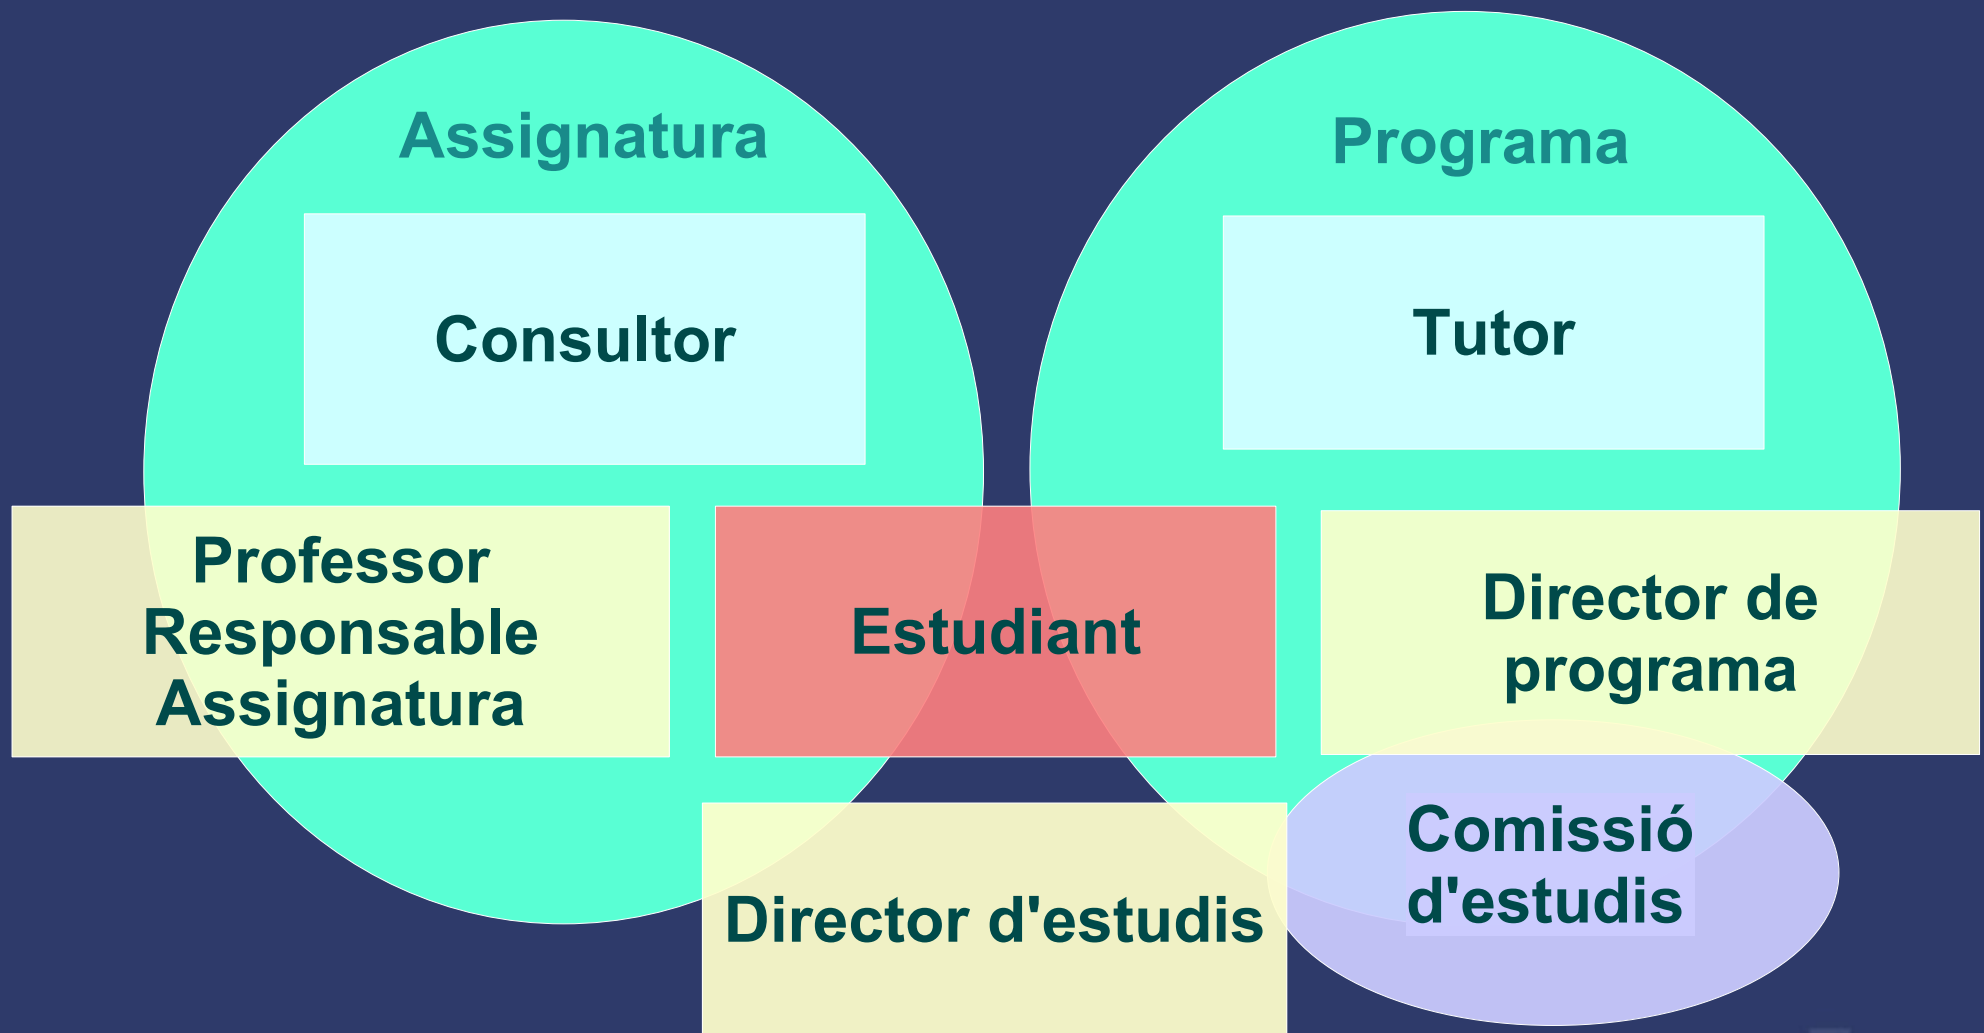 Assignatura
Programa
Consultor
Tutor
Professor
Responsable
Assignatura
Estudiant
Director de
programa
Director d'estudis
Comissió
d'estudis